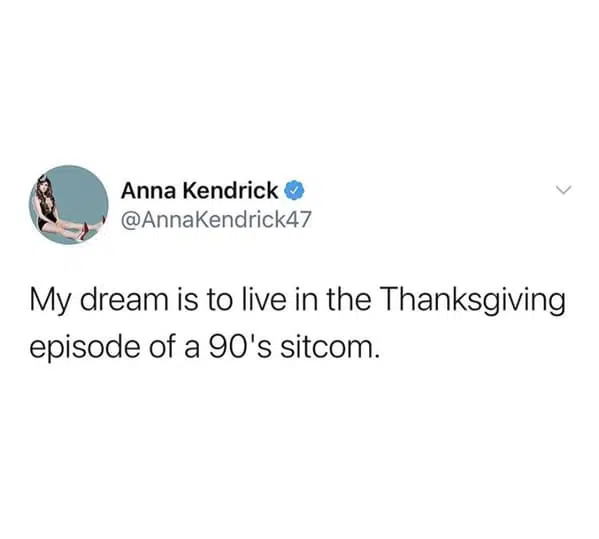 Anna Kendrick
@AnnaKendrick47
My dream is to live in the Thanksgiving
episode of a 90's sitcom.